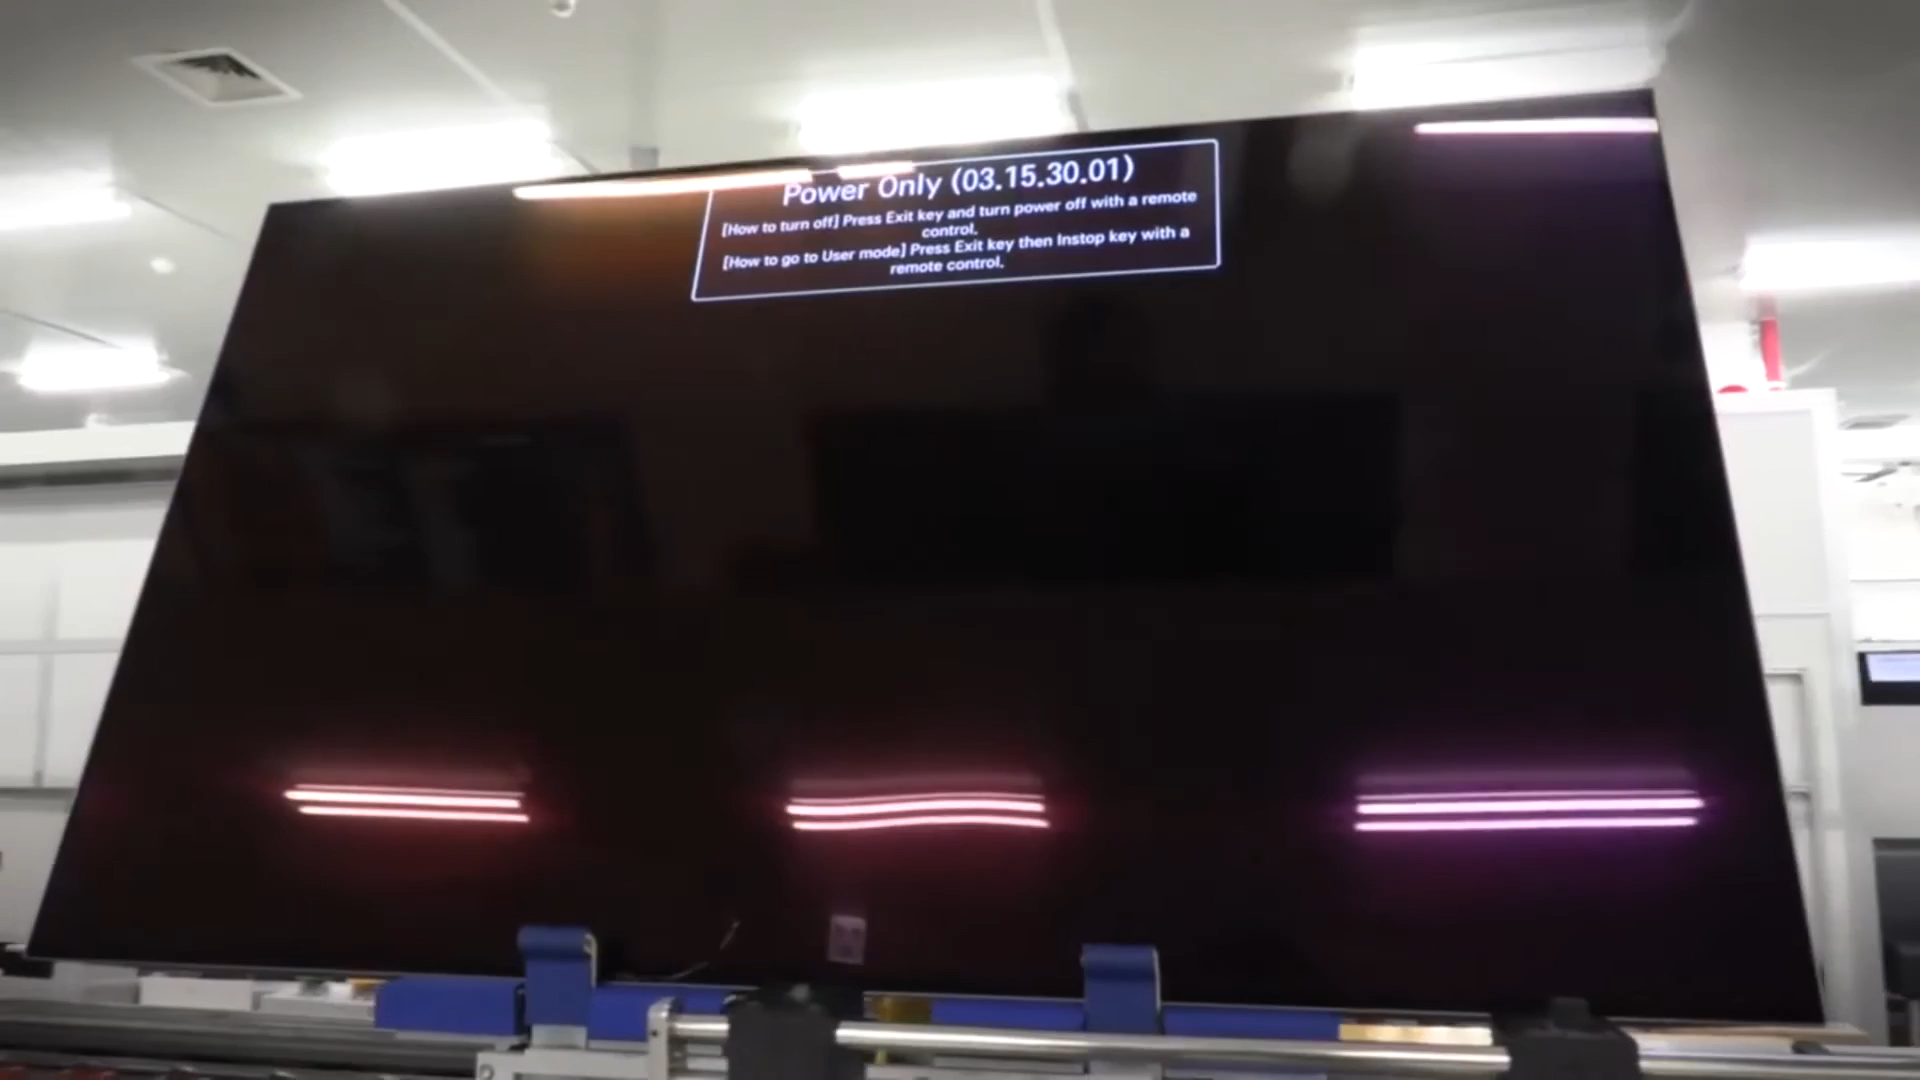 Power Only (03.15.30.01)
[How to turn off] Press Exit key and turn power off with a remote
control.
[How to go to User mode] Press Exit key then Instop key with a
remote control.